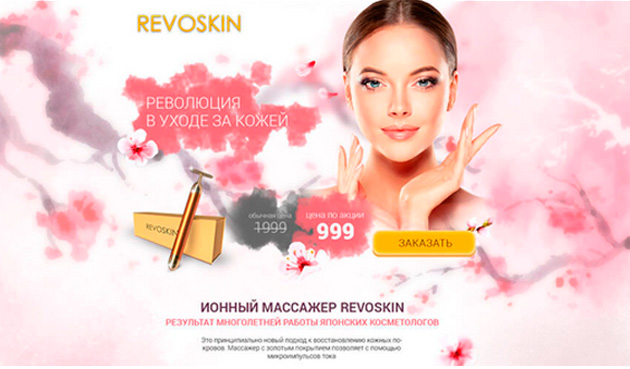 REVOSKIN
РЕВОЛЮЦИЯ
В УХОДЕ ЗА КОЖЕЙ
REVOSKIN
обычная цена
1999
цена по акции
999
ЗАКАЗАТЬ
ИОННЫЙ МАССАЖЕР REVOSKIN
РЕЗУЛЬТАТ МНОГОЛЕТНЕЙ РАБОТЫ ЯПОНСКИХ КОСМЕТОЛОГОВ
Это принципиально новый подход к восстановлению кожных по-
кровов. Массажер с золотым покрытием позволяет с помощью
микроимпульсов тока